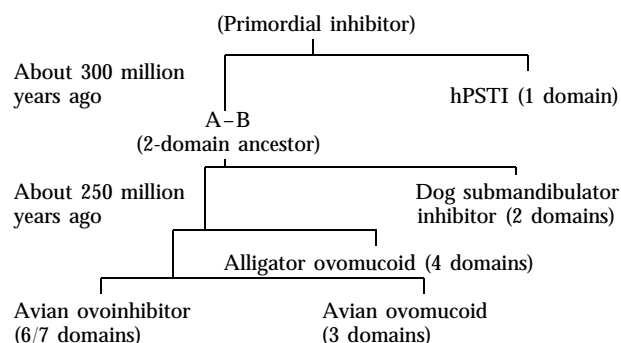 (Primordial inhibitor)
About 300 million
years ago
hPSTI (1 domain)
A–B
(2-domain ancestor)
About 250 million
years ago
Dog submandibulator
inhibitor (2 domains)
Alligator ovomucoid (4 domains)
Avian ovoinhibitor
(6/7 domains)
Avian ovomucoid
(3 domains)